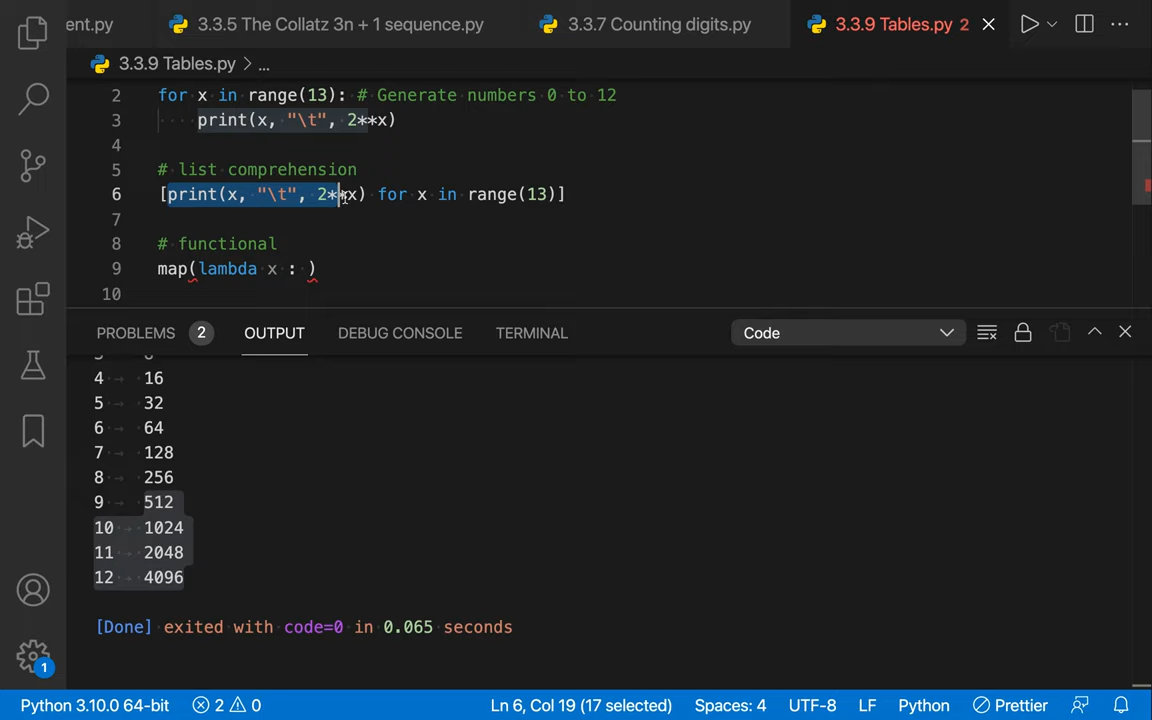 ent.py 3.3.5 The Collatz 3n + 1 sequence.py 3.3.7 Counting digits.py 3.3.9 Tables.py 2
3.3.9 Tables.py > ...
2 for x in range(13): # Generate numbers 0 to 12
3 print(x, "\t", 2**x)
4
5 # list comprehension
6 [print(x, "\t", 2**x) for x in range(13)]
7
8 # functional
9 map(lambda x : )
10
PROBLEMS 2 OUTPUT DEBUG CONSOLE TERMINAL Code
4 → 16
5 → 32
6 → 64
7 → 128
8 → 256
9 → 512
10 → 1024
11 → 2048
12 → 4096
[Done] exited with code=0 in 0.065 seconds
1
Python 3.10.0 64-bit 2 0 Ln 6, Col 19 (17 selected) Spaces: 4 UTF-8 LF Python Prettier